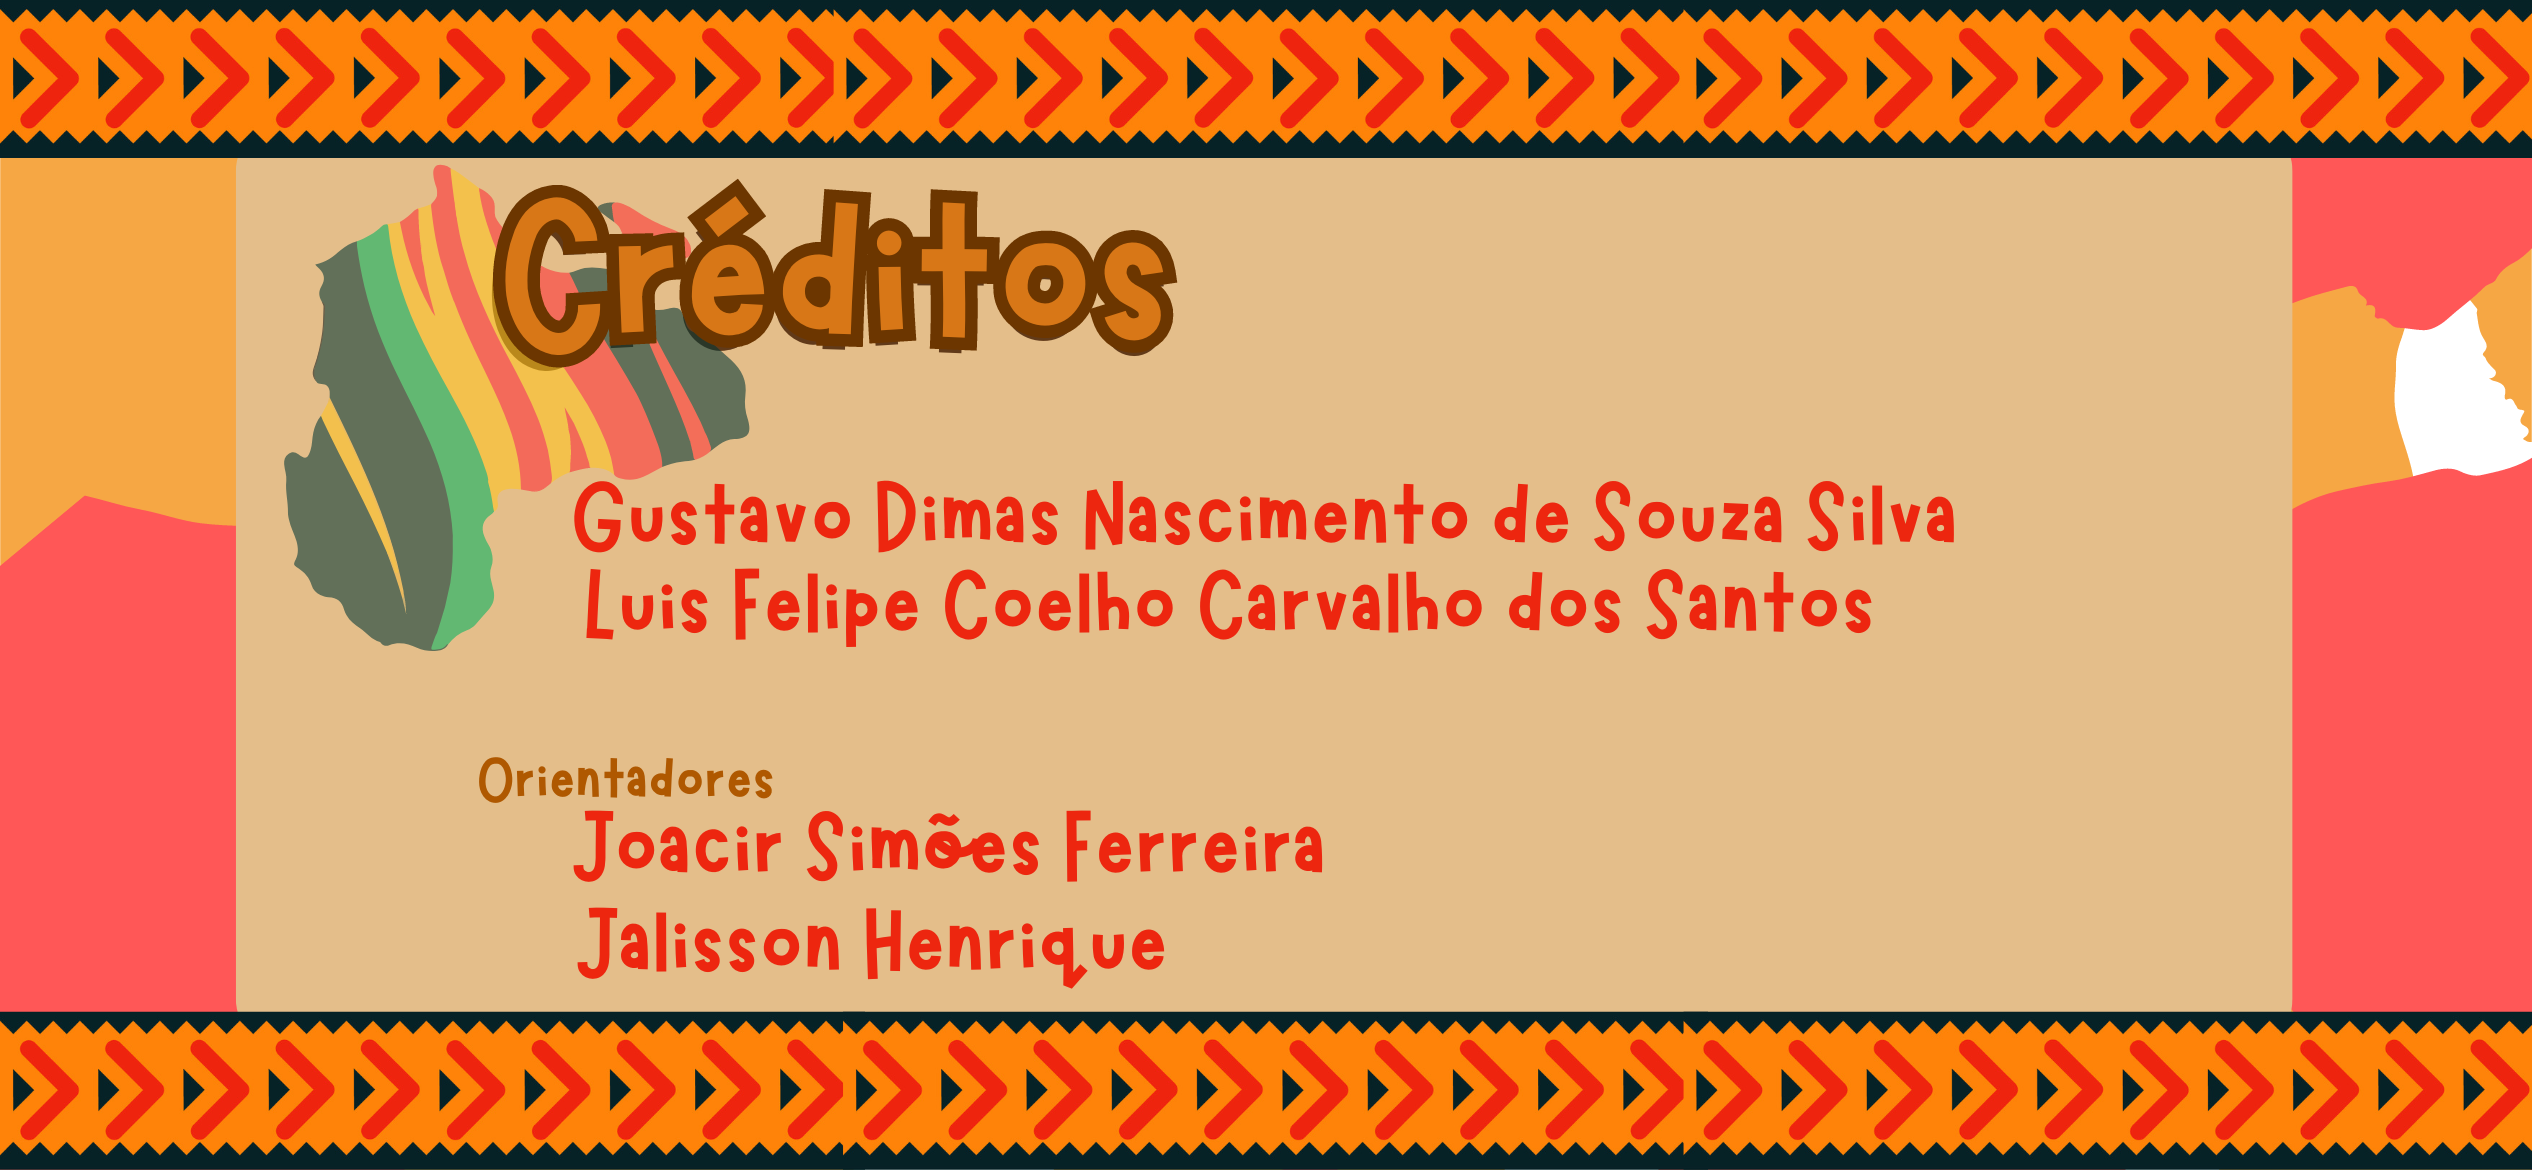 Créditos
Gustavo Dimas Nascimento de Souza Silva
Luis Felipe Coelho Carvalho dos Santos
Orientadores
Joacir Simões Ferreira
Jalisson Henrique